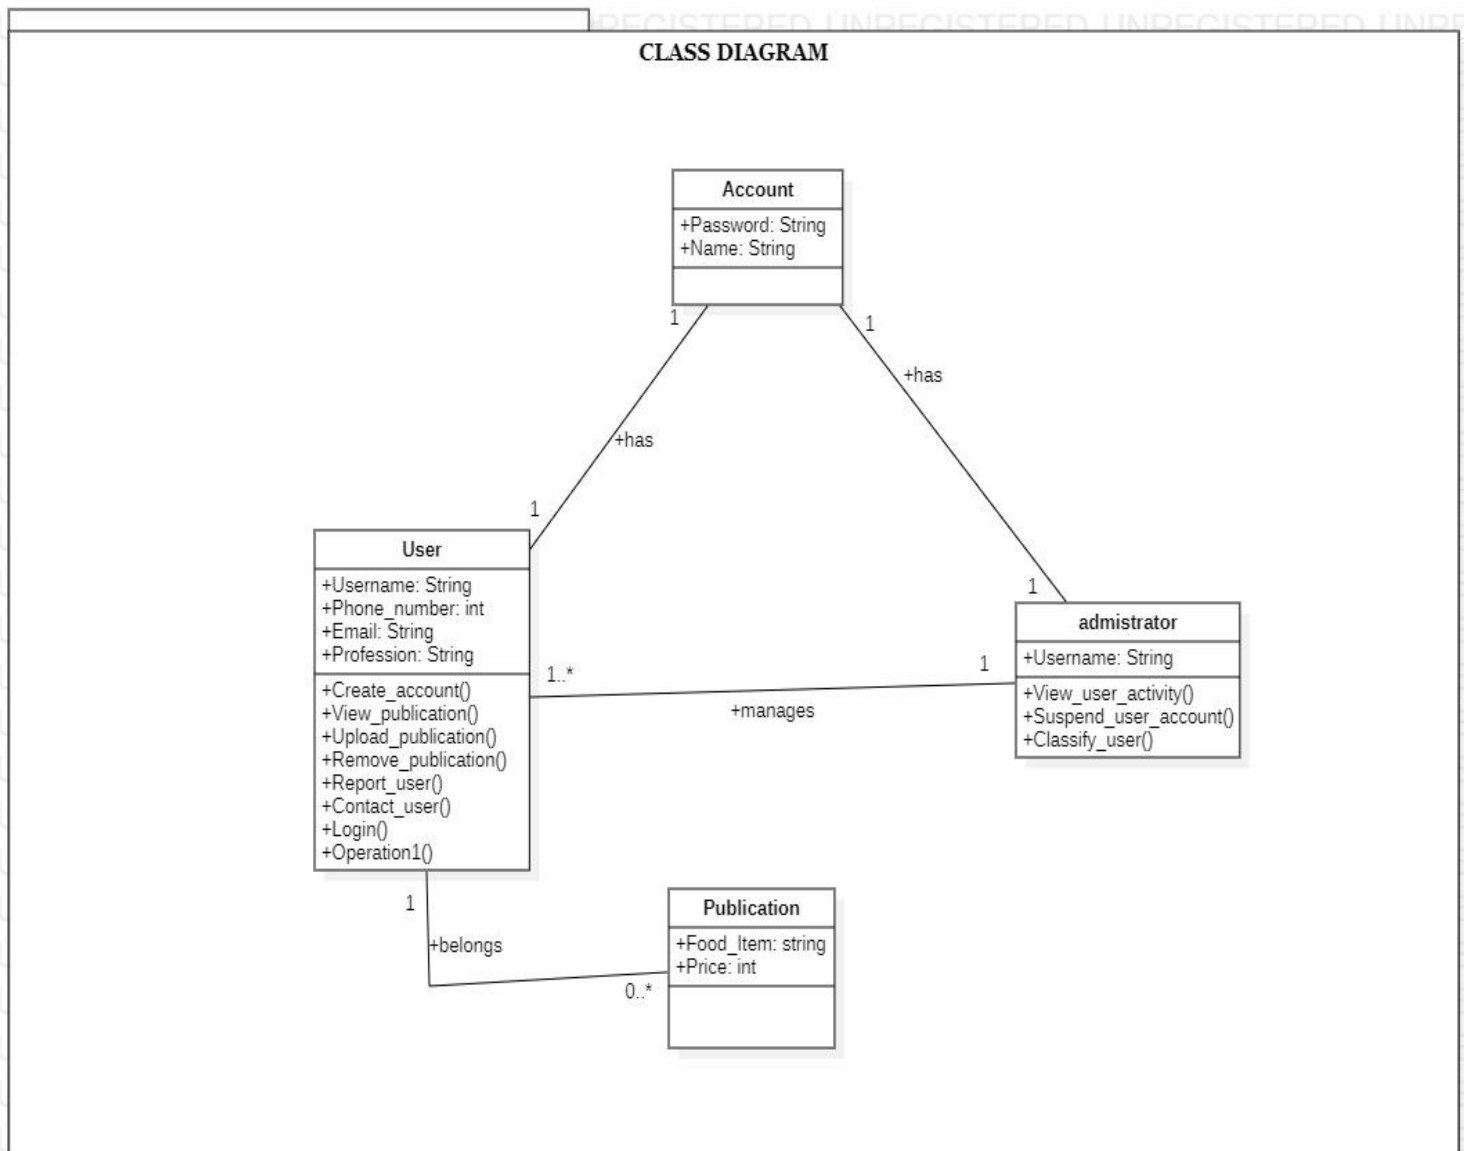 REGISTERED UNREGISTERED UNREGISTERED UNRE
CLASS DIAGRAM
Account
+Password: String
+Name: String
1
1
+has
+has
1
1
User
+Username: String
+Phone_number: int
+Email: String
+Profession: String
+Create_account()
+View_publication()
+Upload_publication()
+Remove_publication()
+Report_user()
+Contact_user()
+Login()
+Operation1()
1..*
1
+manages
admistrator
+Username: String
+View_user_activity()
+Suspend_user_account()
+Classify_user()
1
+belongs
0..*
Publication
+Food_Item: string
+Price: int